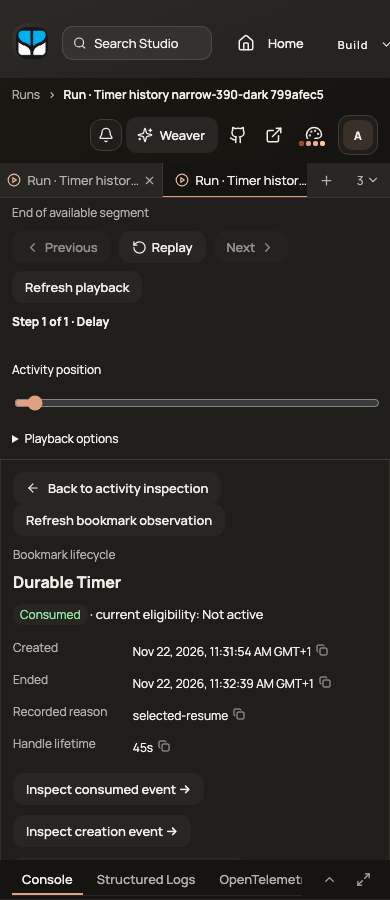 Search Studio
Home
Build
Runs > Run · Timer history narrow-390-dark 799afec5
Weaver
A
Run · Timer histor...
Run · Timer histor...
3
End of available segment
Previous
Replay
Next
Refresh playback
Step 1 of 1 · Delay
Activity position
Playback options
Back to activity inspection
Refresh bookmark observation
Bookmark lifecycle
Durable Timer
Consumed · current eligibility: Not active
Created Nov 22, 2026, 11:31:54 AM GMT+1
Ended Nov 22, 2026, 11:32:39 AM GMT+1
Recorded reason selected-resume
Handle lifetime 45s
Inspect consumed event →
Inspect creation event →
Console
Structured Logs
OpenTelemet